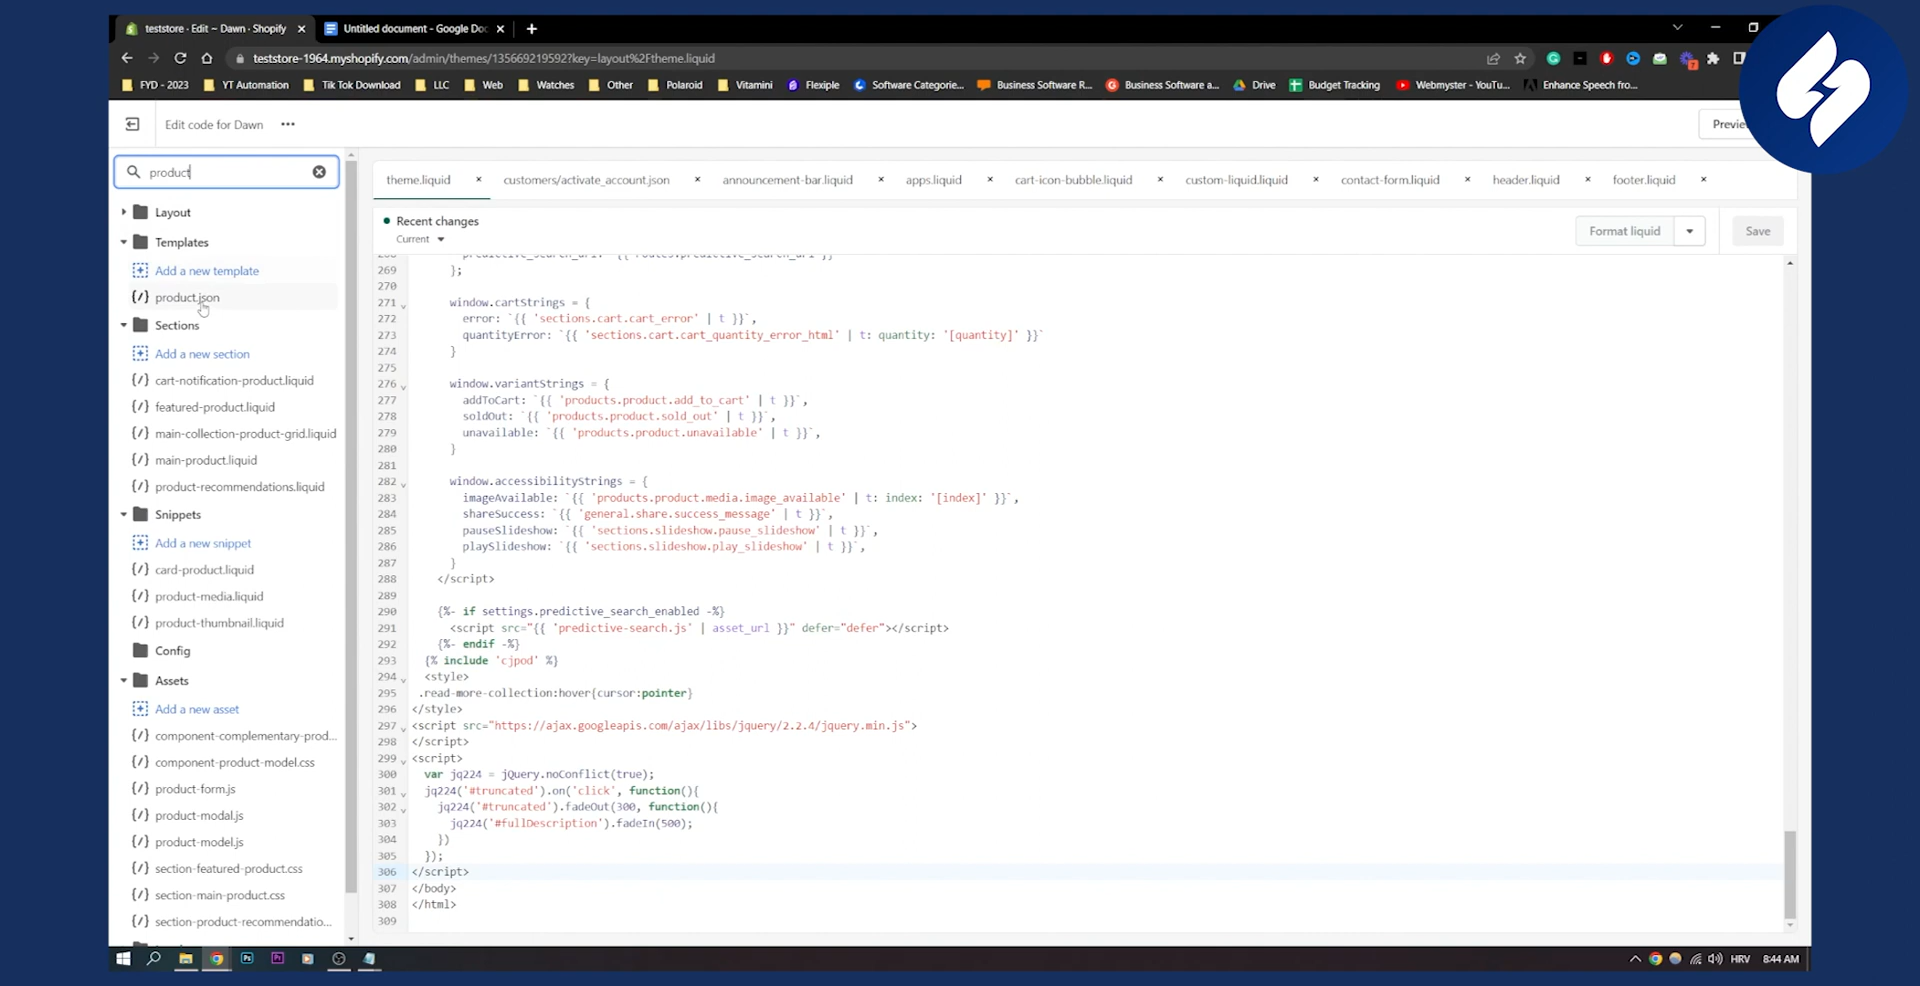 teststore · Edit ~ Dawn · Shopify
Untitled document - Google Doc
teststore-1964.myshopify.com/admin/themes/135669219592?key=layout%2Ftheme.liquid
FYD - 2023
YT Automation
Tik Tok Download
LLC
Web
Watches
Other
Polaroid
Vitamini
Flexiple
Software Categorie...
Business Software R...
Business Software a...
Drive
Budget Tracking
Webmyster - YouTu...
Enhance Speech fro...
Edit code for Dawn
product
Layout
Templates
Add a new template
product.json
Sections
Add a new section
cart-notification-product.liquid
featured-product.liquid
main-collection-product-grid.liquid
main-product.liquid
product-recommendations.liquid
Snippets
Add a new snippet
card-product.liquid
product-media.liquid
product-thumbnail.liquid
Config
Assets
Add a new asset
component-complementary-prod...
component-product-model.css
product-form.js
product-modal.js
product-model.js
section-featured-product.css
section-main-product.css
section-product-recommendatio...
theme.liquid
customers/activate_account.json
announcement-bar.liquid
apps.liquid
cart-icon-bubble.liquid
custom-liquid.liquid
contact-form.liquid
header.liquid
footer.liquid
Recent changes
Current
Format liquid
Save
269 };
270
271 window.cartStrings = {
272 error: `{{ 'sections.cart.cart_error' | t }}`,
273 quantityError: `{{ 'sections.cart.cart_quantity_error_html' | t: quantity: '[quantity]' }}`
274 }
275
276 window.variantStrings = {
277 addToCart: `{{ 'products.product.add_to_cart' | t }}`,
278 soldOut: `{{ 'products.product.sold_out' | t }}`,
279 unavailable: `{{ 'products.product.unavailable' | t }}`,
280 }
281
282 window.accessibilityStrings = {
283 imageAvailable: `{{ 'products.product.media.image_available' | t: index: '[index]' }}`,
284 shareSuccess: `{{ 'general.share.success_message' | t }}`,
285 pauseSlideshow: `{{ 'sections.slideshow.pause_slideshow' | t }}`,
286 playSlideshow: `{{ 'sections.slideshow.play_slideshow' | t }}`,
287 }
288 </script>
289
290 {%- if settings.predictive_search_enabled -%}
291 <script src="{{ 'predictive-search.js' | asset_url }}" defer="defer"></script>
292 {%- endif -%}
293 {% include 'cjpod' %}
294 <style>
295 .read-more-collection:hover{cursor:pointer}
296 </style>
297 <script src="https://ajax.googleapis.com/ajax/libs/jquery/2.2.4/jquery.min.js">
298 </script>
299 <script>
300 var jq224 = jQuery.noConflict(true);
301 jq224('#truncated').on('click', function(){
302 jq224('#truncated').fadeOut(300, function(){
303 jq224('#fullDescription').fadeIn(500);
304 })
305 });
306 </script>
307 </body>
308 </html>
309
HRV
8:44 AM